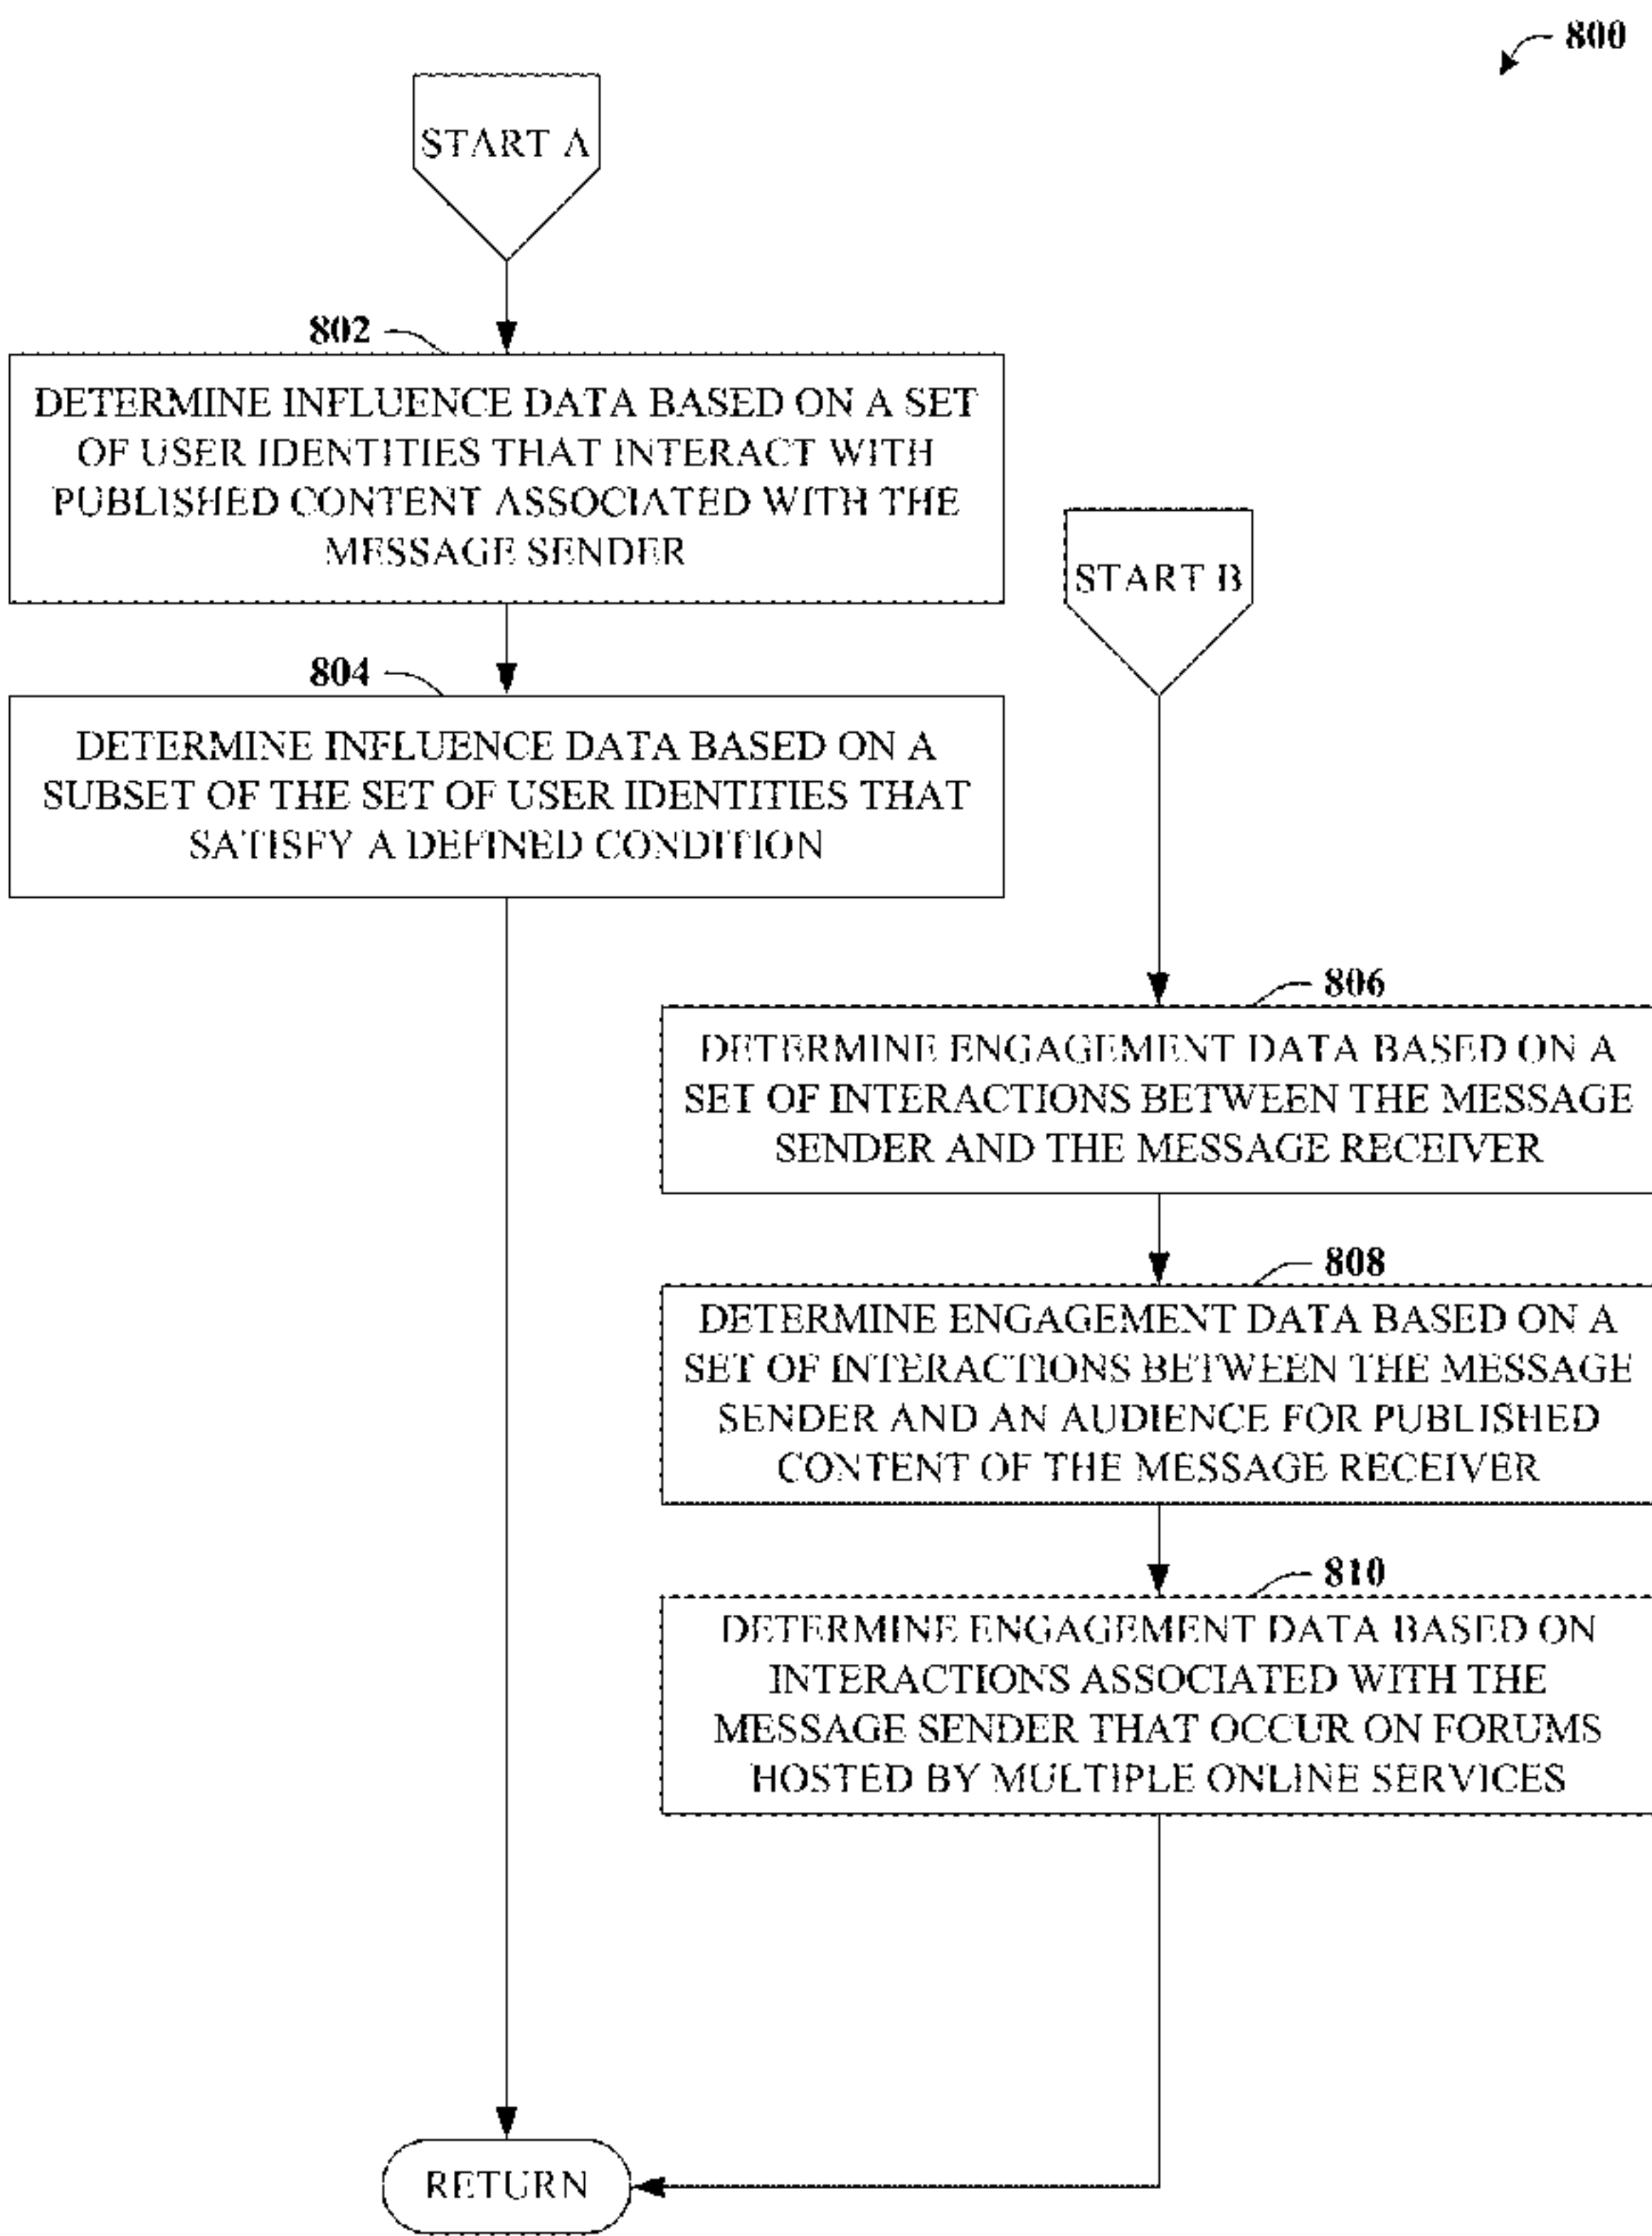 800
START A
802
DETERMINE INFLUENCE DATA BASED ON A SET
OF USER IDENTITIES THAT INTERACT WITH
PUBLISHED CONTENT ASSOCIATED WITH THE
MESSAGE SENDER
START B
804
DETERMINE INFLUENCE DATA BASED ON A
SUBSET OF THE SET OF USER IDENTITIES THAT
SATISFY A DEFINED CONDITION
806
DETERMINE ENGAGEMENT DATA BASED ON A
SET OF INTERACTIONS BETWEEN THE MESSAGE
SENDER AND THE MESSAGE RECEIVER
808
DETERMINE ENGAGEMENT DATA BASED ON A
SET OF INTERACTIONS BETWEEN THE MESSAGE
SENDER AND AN AUDIENCE FOR PUBLISHED
CONTENT OF THE MESSAGE RECEIVER
810
DETERMINE ENGAGEMENT DATA BASED ON
INTERACTIONS ASSOCIATED WITH THE
MESSAGE SENDER THAT OCCUR ON FORUMS
HOSTED BY MULTIPLE ONLINE SERVICES
RETURN